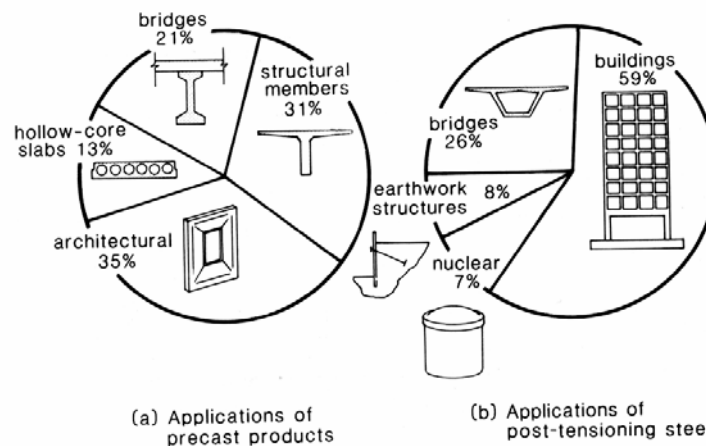 bridges
21%
structural
members
31%
hollow-core
slabs 13%
architectural
35%
(a) Applications of
precast products
buildings
59%
bridges
26%
earthwork
structures
8%
nuclear
7%
(b) Applications of
post-tensioning stee